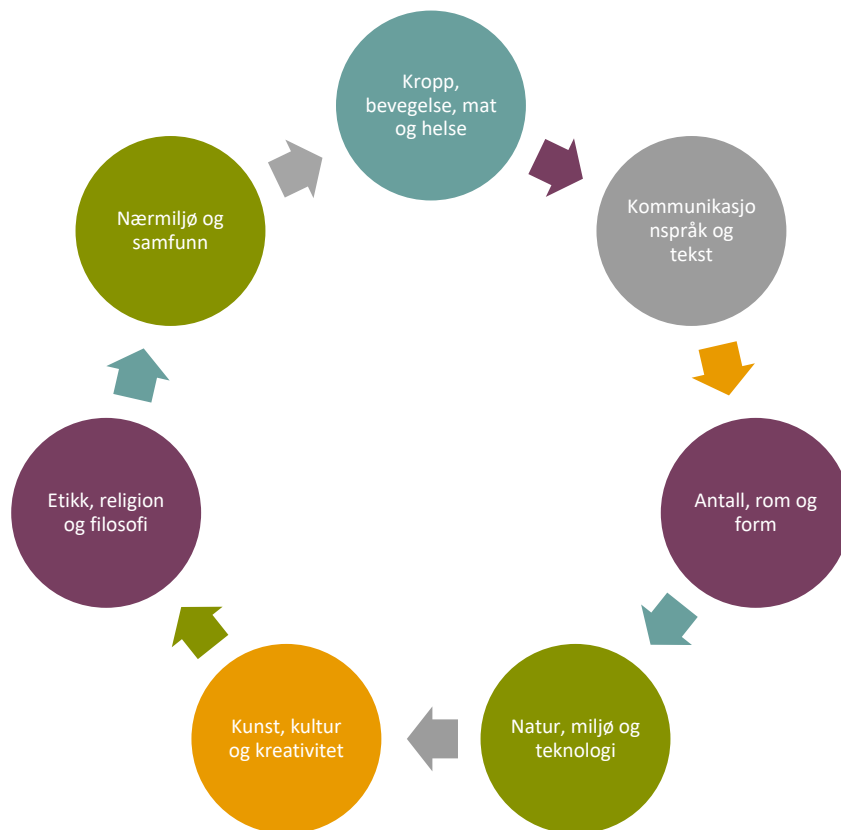 Kropp,
bevegelse, mat
og helse
Kommunikasjo
nspråk og
tekst
Antall, rom og
form
Natur, miljø og
teknologi
Kunst, kultur
og kreativitet
Etikk, religion
og filosofi
Nærmiljø og
samfunn